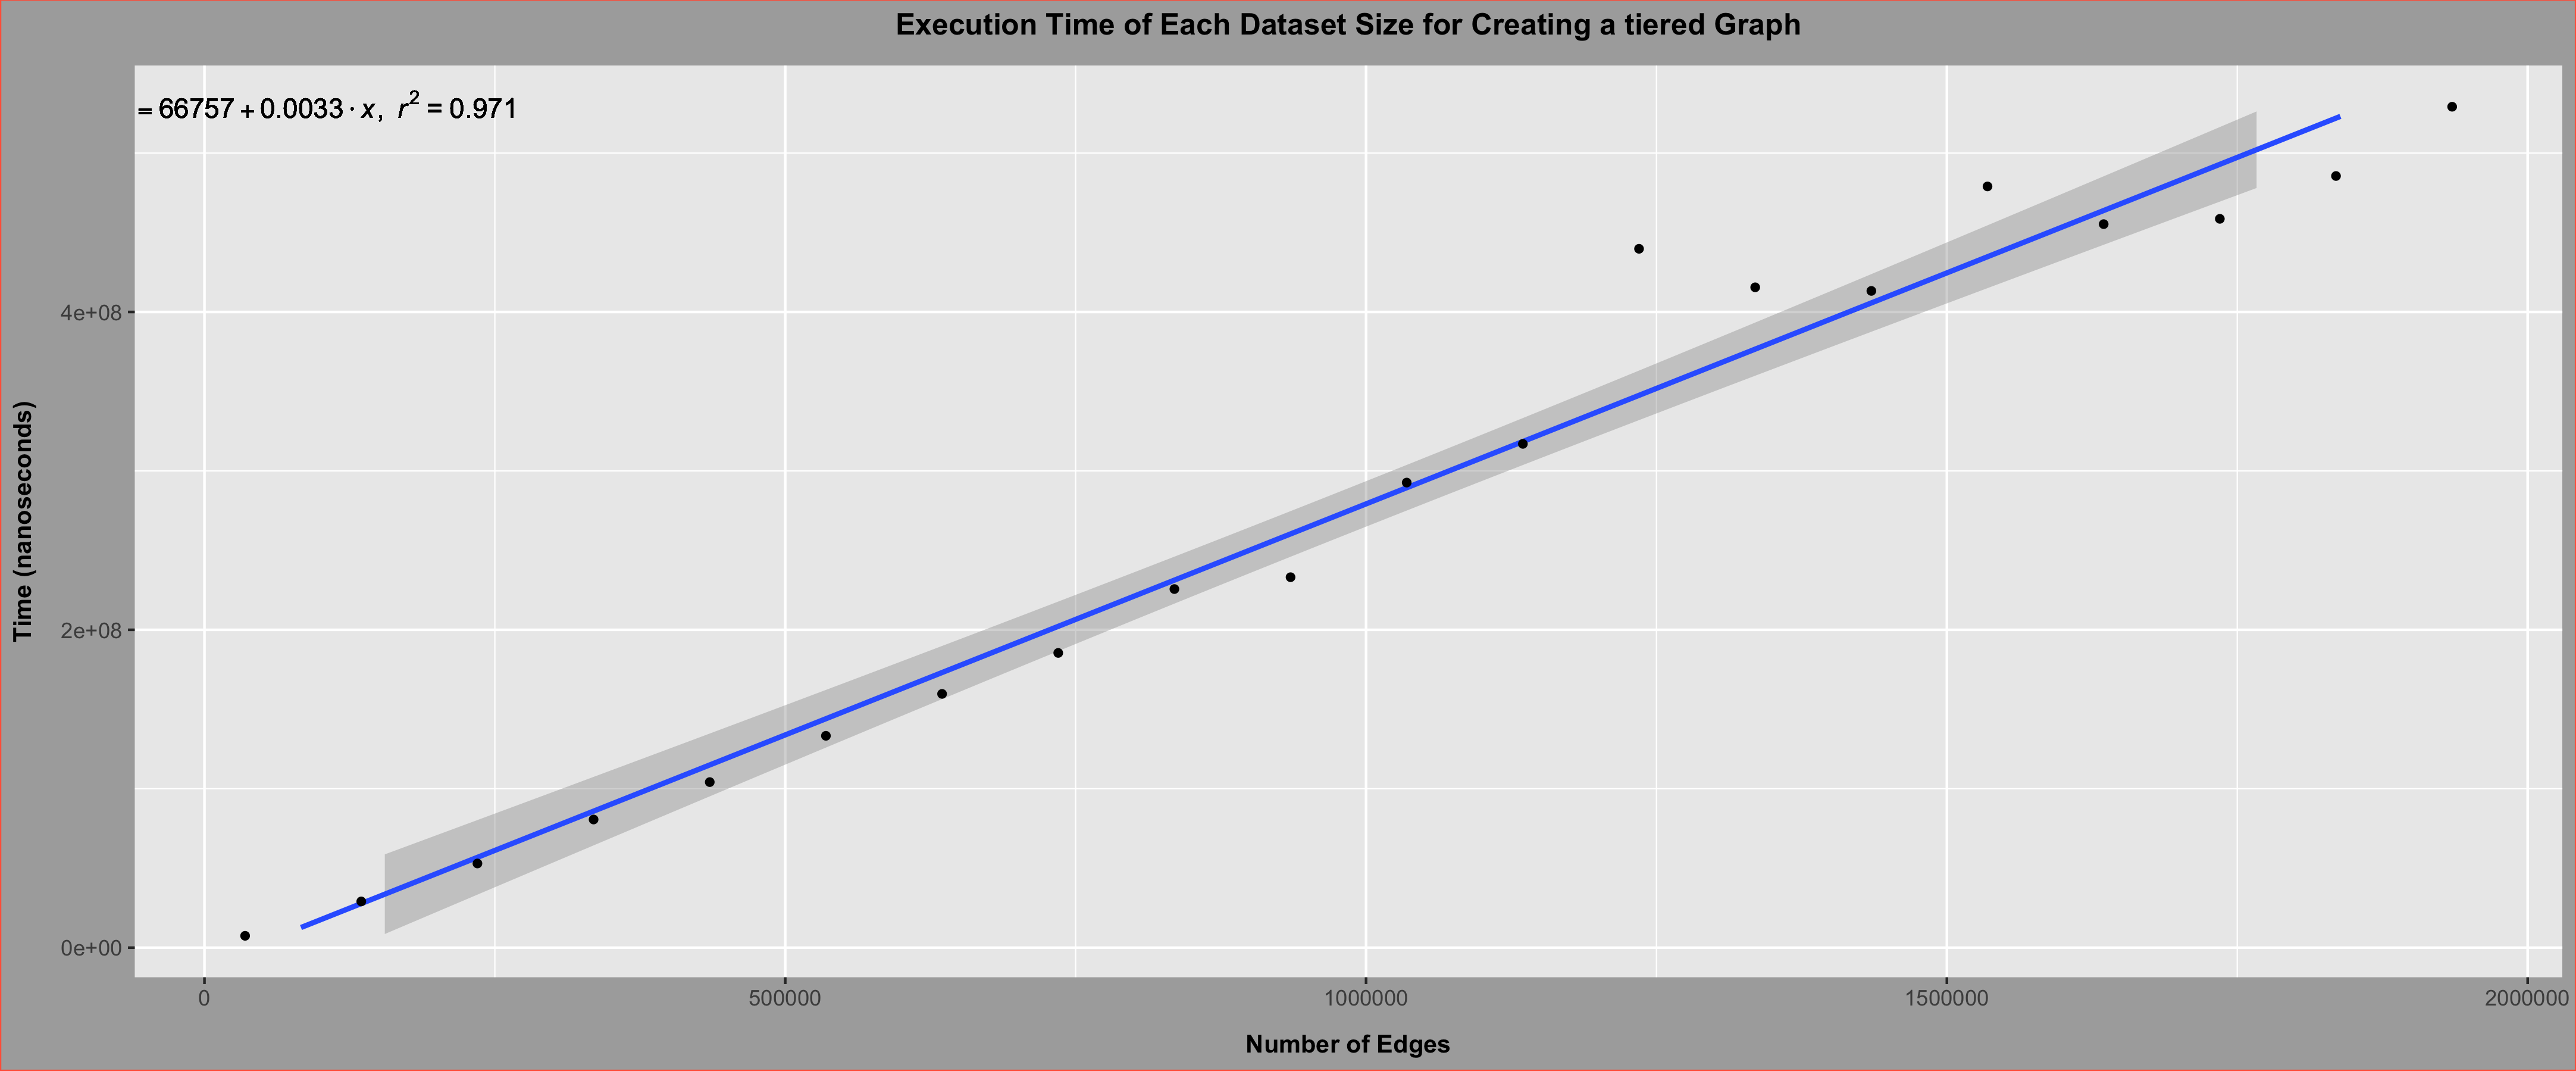 Execution Time of Each Dataset Size for Creating a tiered Graph
= 66757 + 0.0033 · x, r² = 0.971
4e+08
2e+08
0e+00
Time (nanoseconds)
0 500000 1000000 1500000 2000000
Number of Edges